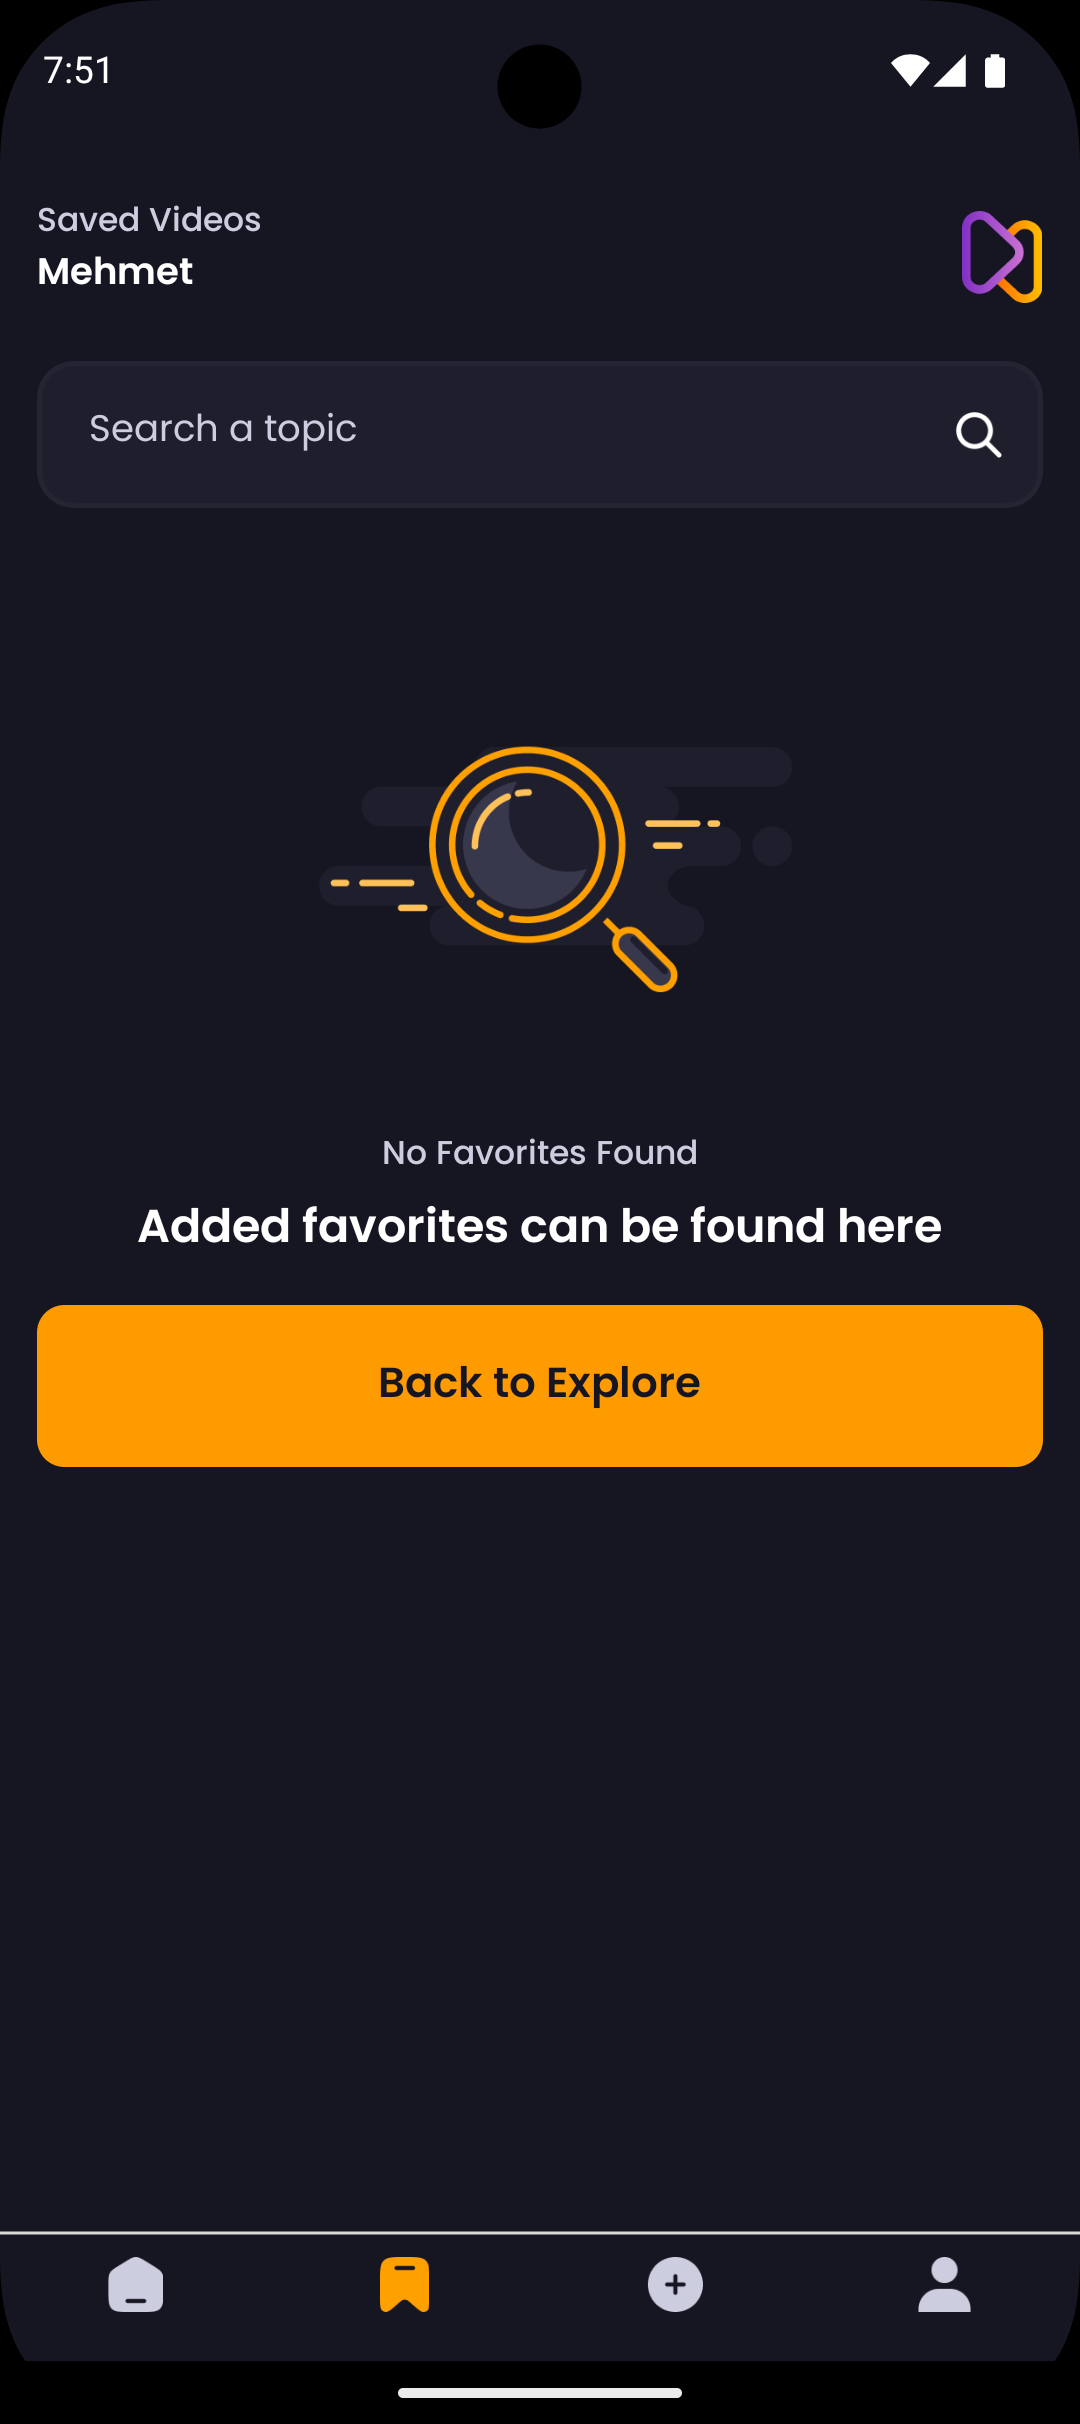 7:51
Saved Videos
Mehmet
Search a topic
No Favorites Found
Added favorites can be found here
Back to Explore